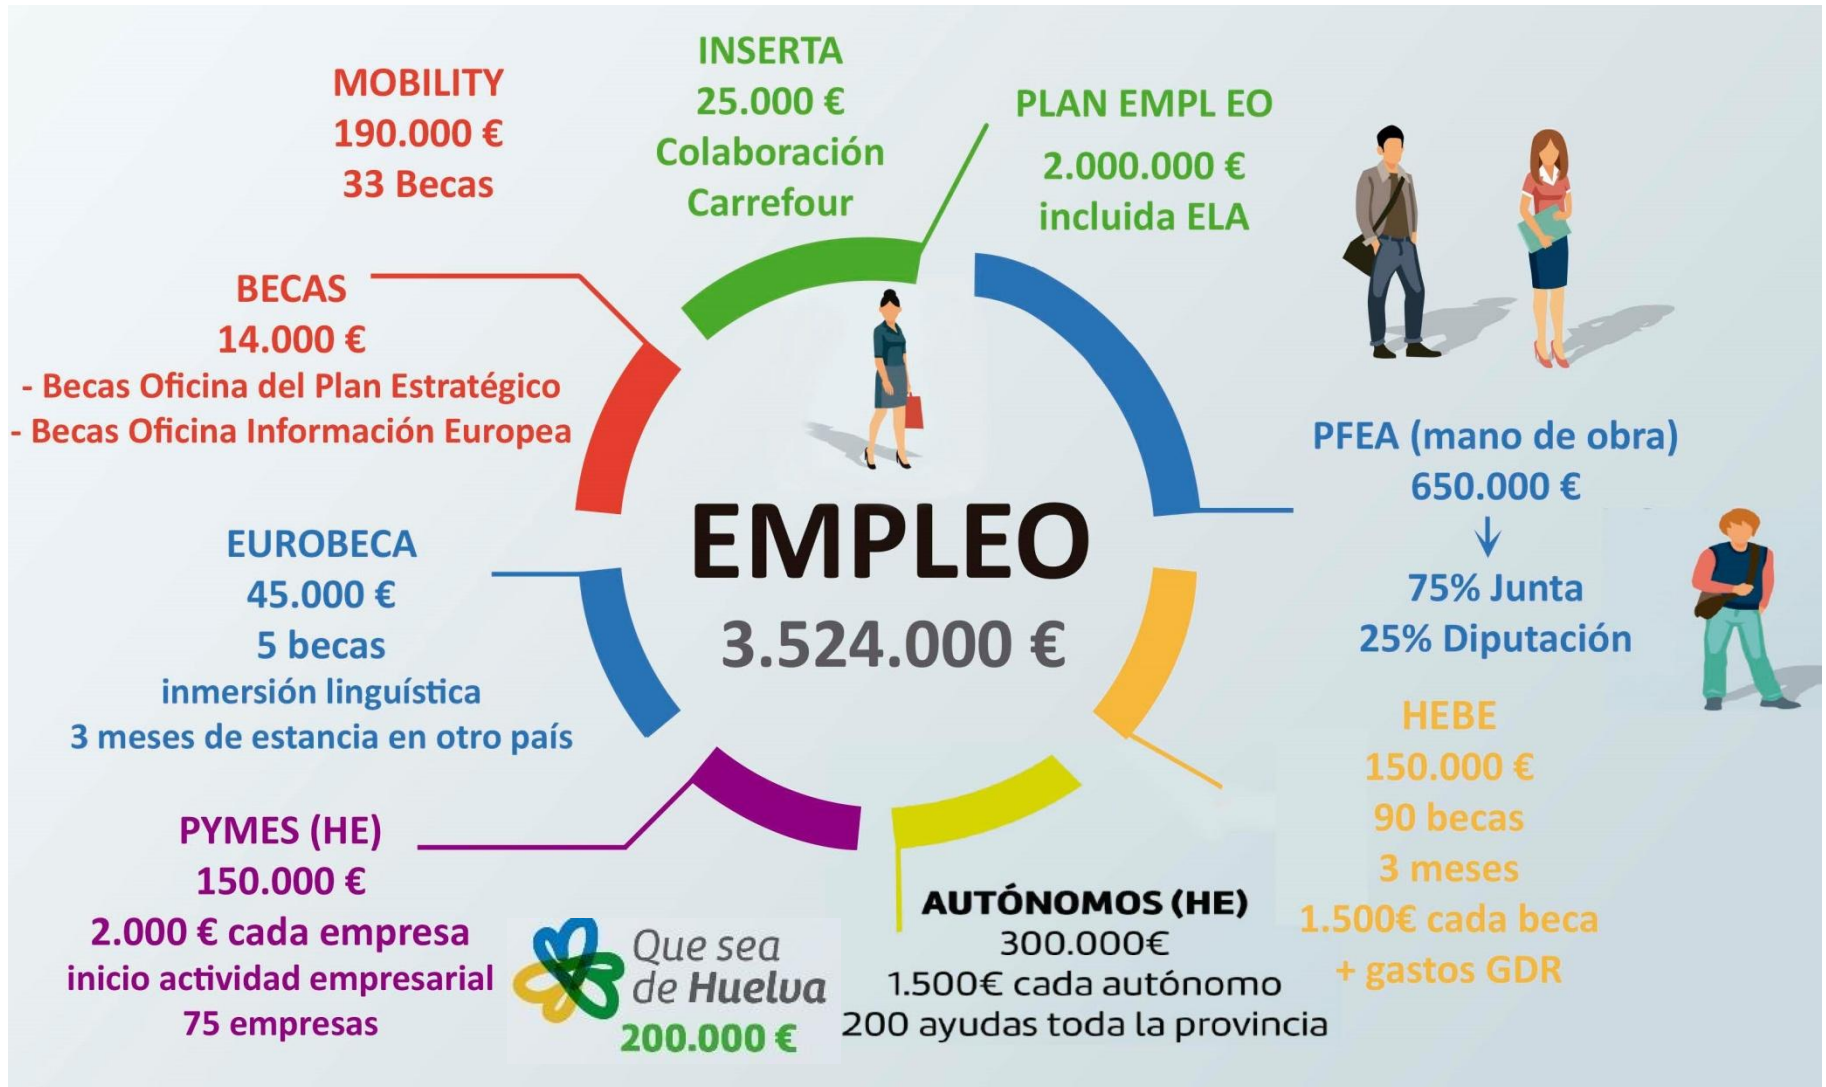 INSERTA
25.000 €
Colaboración
Carrefour
MOBILITY
190.000 €
33 Becas
PLAN EMPL EO
2.000.000 €
incluida ELA
BECAS
14.000 €
- Becas Oficina del Plan Estratégico
- Becas Oficina Información Europea
PFEA (mano de obra)
650.000 €
75% Junta
25% Diputación
EMPLEO
3.524.000 €
EUROBECA
45.000 €
5 becas
inmersión linguística
3 meses de estancia en otro país
HEBE
150.000 €
90 becas
3 meses
1.500€ cada beca
+ gastos GDR
PYMES (HE)
150.000 €
2.000 € cada empresa
inicio actividad empresarial
75 empresas
Que sea
de Huelva
200.000 €
AUTÓNOMOS (HE)
300.000€
1.500€ cada autónomo
200 ayudas toda la provincia